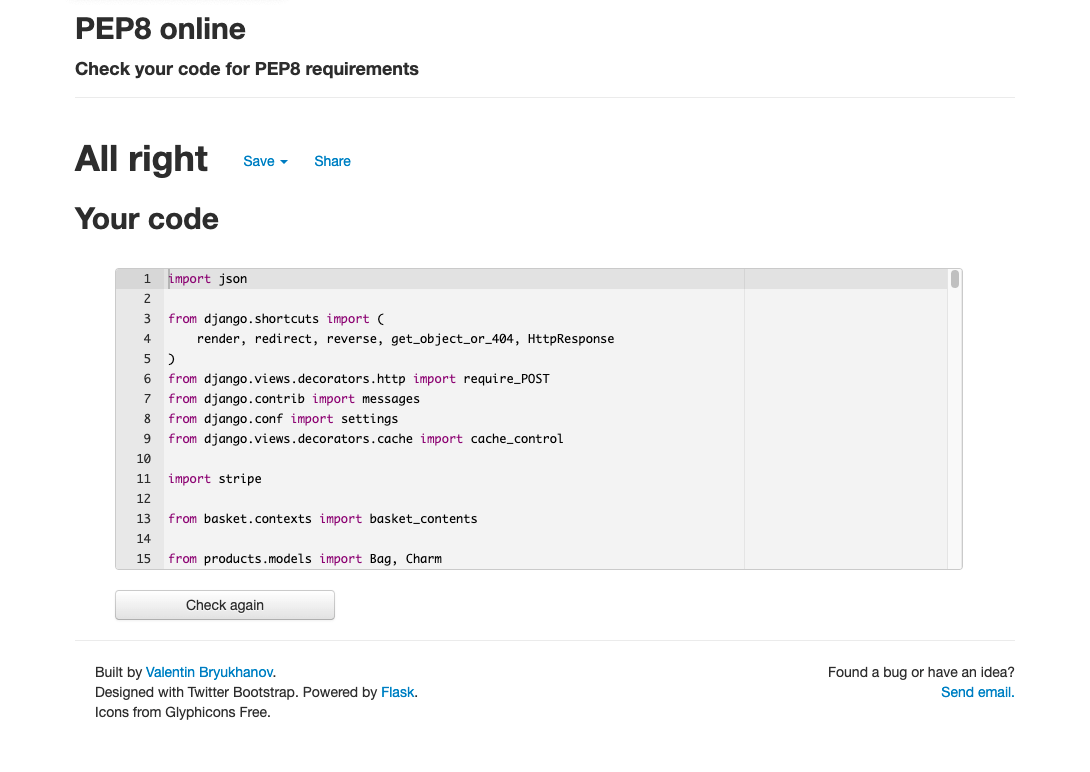 PEP8 online
Check your code for PEP8 requirements
All right
Save
Share
Your code
1 import json
2
3 from django.shortcuts import (
4     render, redirect, reverse, get_object_or_404, HttpResponse
5 )
6 from django.views.decorators.http import require_POST
7 from django.contrib import messages
8 from django.conf import settings
9 from django.views.decorators.cache import cache_control
10
11 import stripe
12
13 from basket.contexts import basket_contents
14
15 from products.models import Bag, Charm
Check again
Built by Valentin Bryukhanov.
Designed with Twitter Bootstrap. Powered by Flask.
Icons from Glyphicons Free.
Found a bug or have an idea?
Send email.